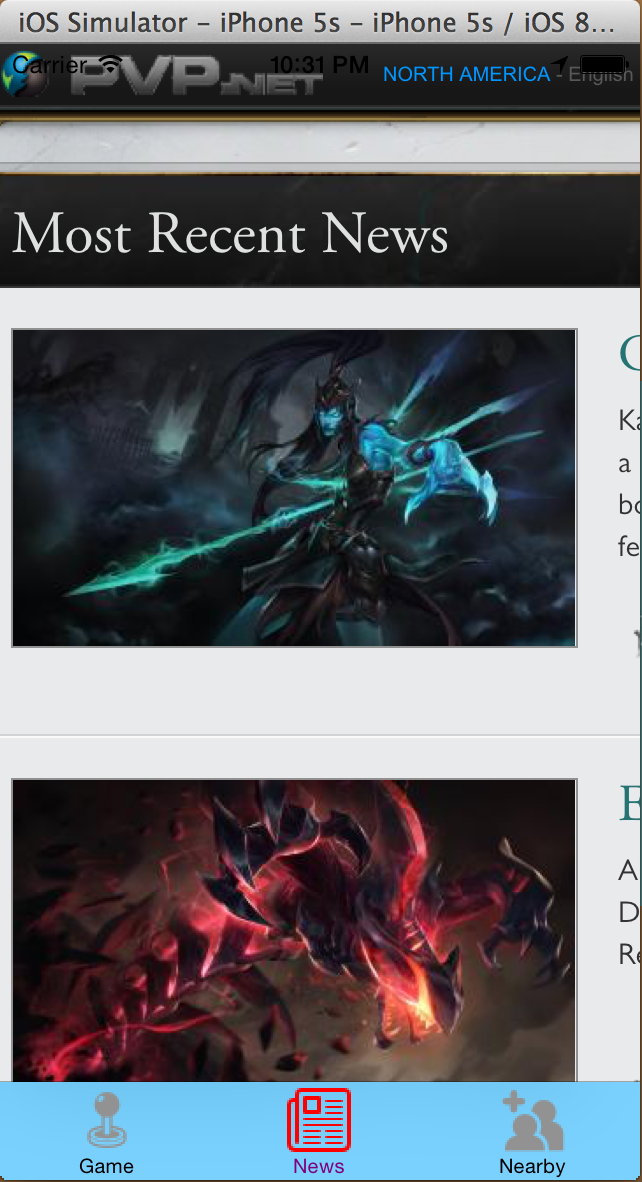 iOS Simulator – iPhone 5s – iPhone 5s / iOS 8...
Carrier 10:31 PM
PVP.NET NORTH AMERICA - English
Most Recent News
a
Game News Nearby